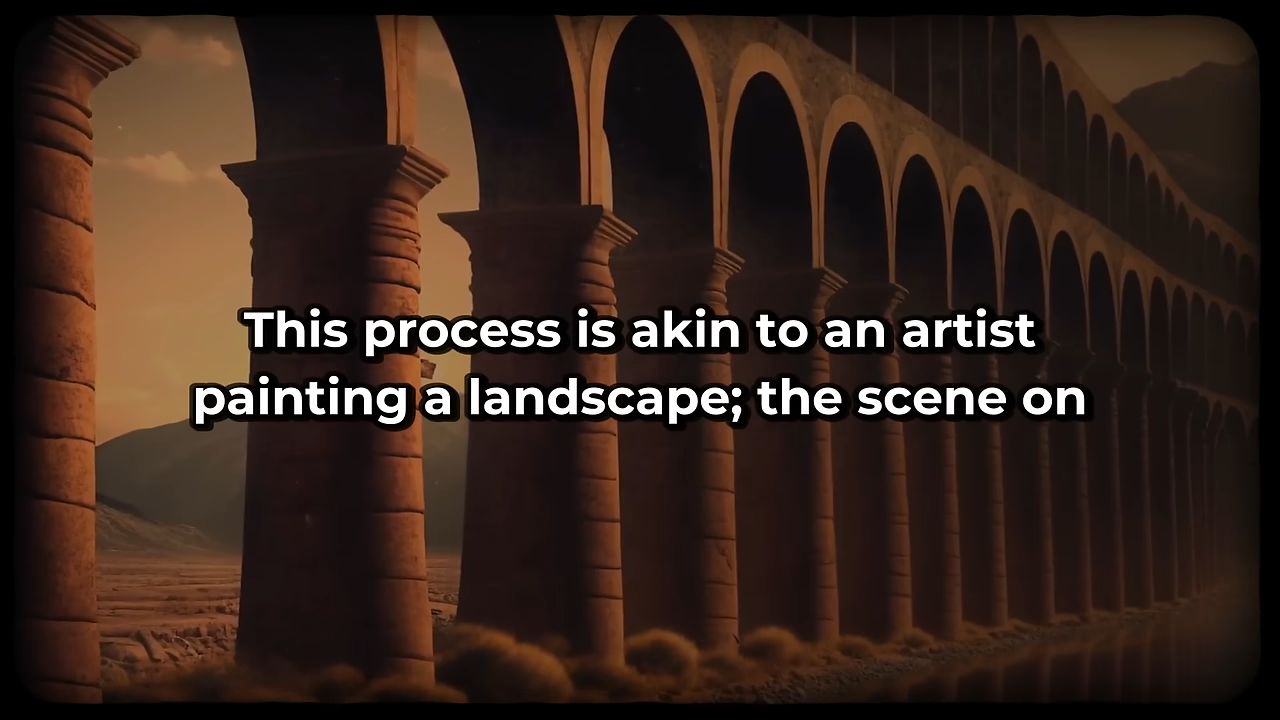 This process is akin to an artist
painting a landscape; the scene on